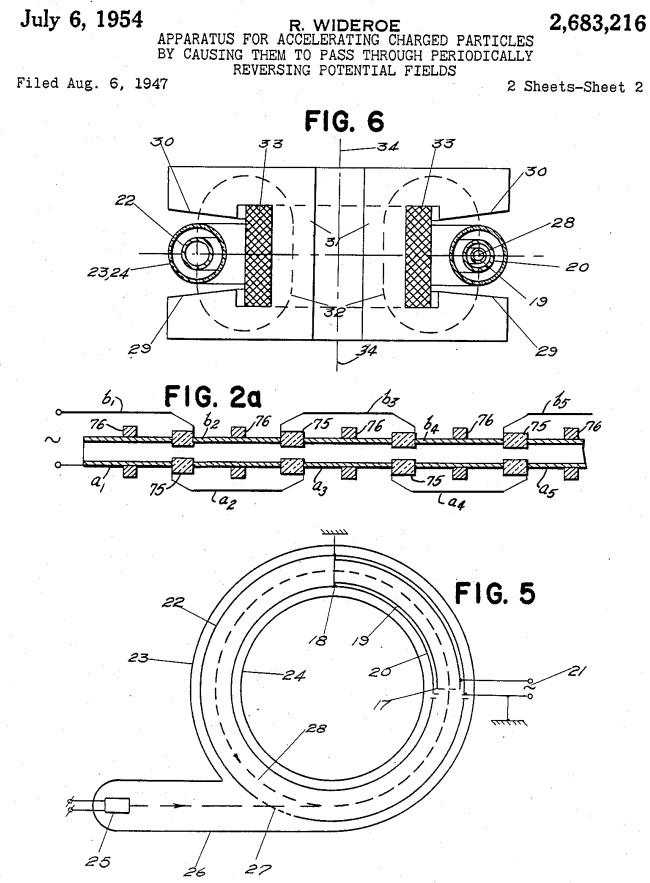 July 6, 1954
R. WIDEROE
2,683,216
APPARATUS FOR ACCELERATING CHARGED PARTICLES
BY CAUSING THEM TO PASS THROUGH PERIODICALLY
REVERSING POTENTIAL FIELDS
Filed Aug. 6, 1947
2 Sheets-Sheet 2
FIG. 6
30 33 34 33 30
22 31 28
23,24 20
19
32
29 34 29
FIG. 2a
b1 b3 b5
76 b2 76 75 76 b4 76 75 76
~
a1 75 a2 a3 75 a4 a5
FIG. 5
22
18 19
23 24 20 21
17 ~
28
25 26 27